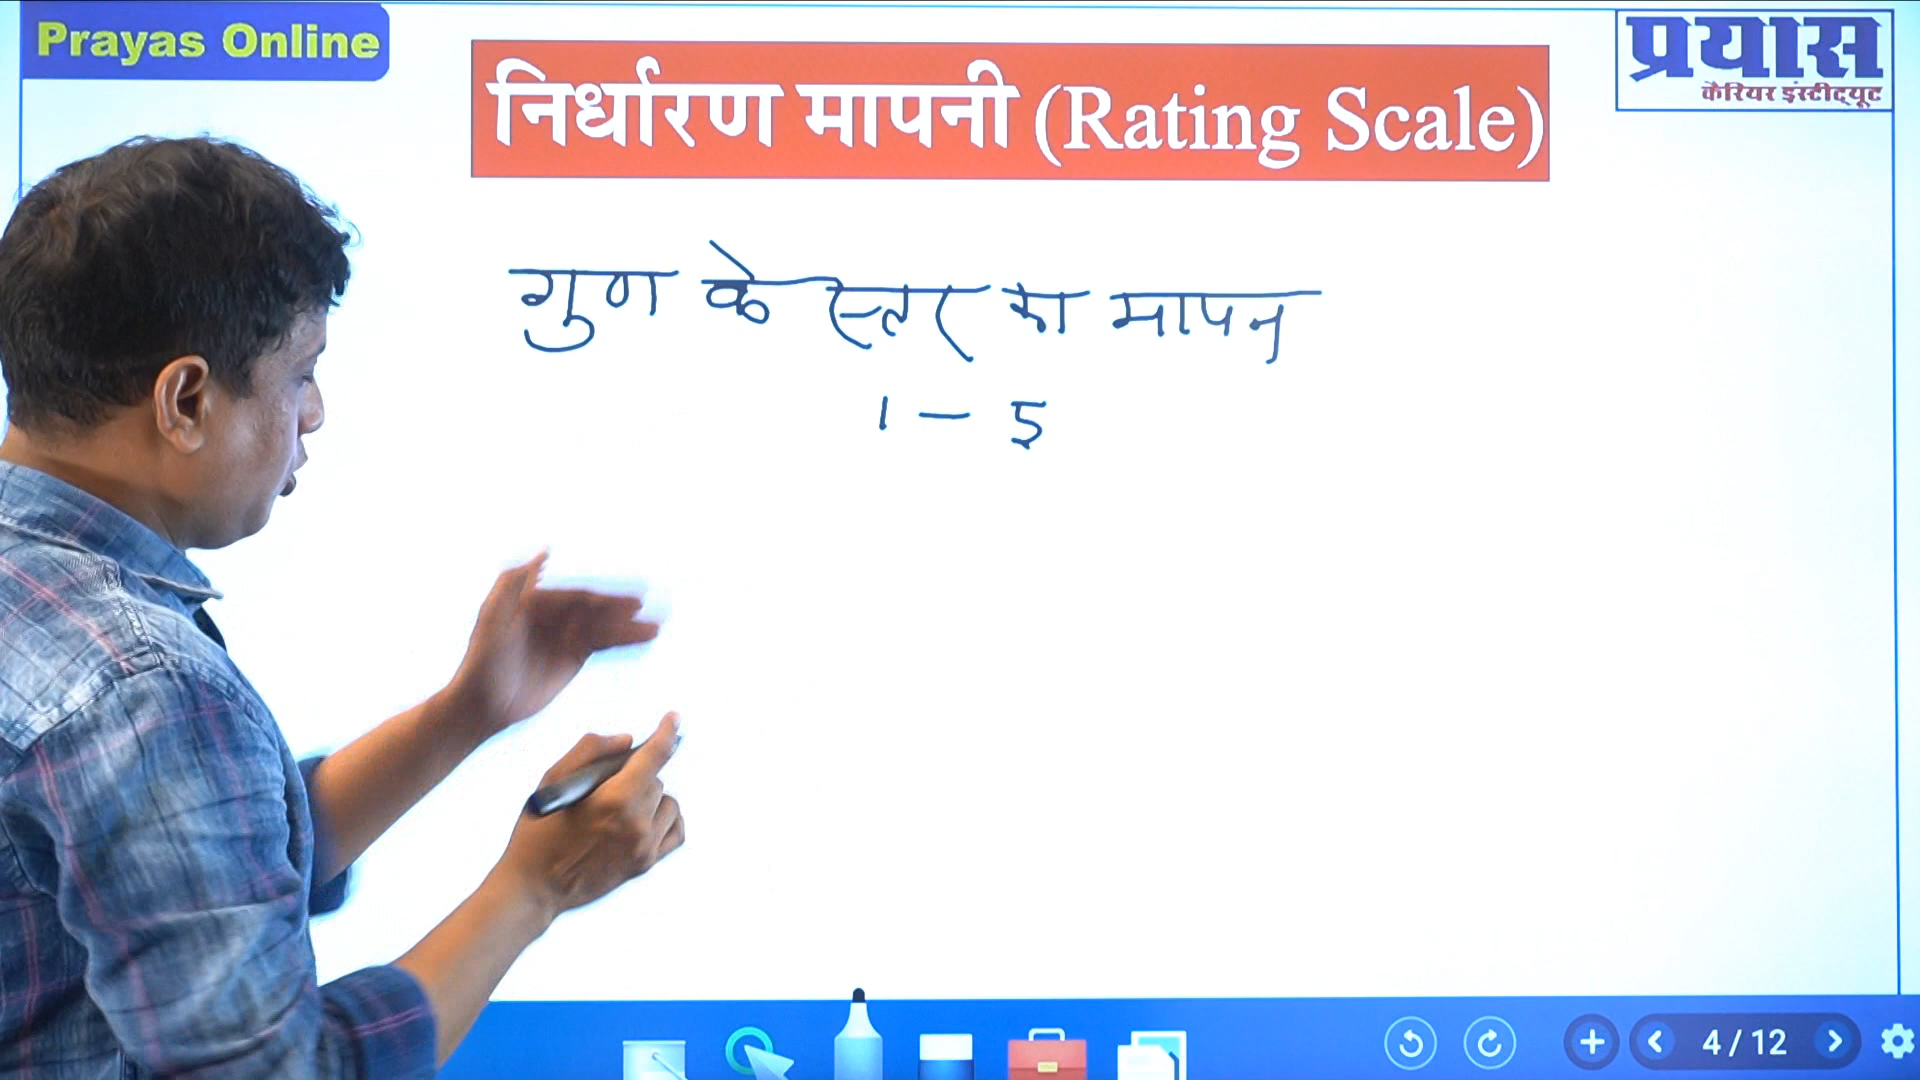 Prayas Online
प्रयास
कैरियर इंस्टीट्यूट
निर्धारण मापनी (Rating Scale)
गुण के स्तर का मापन
1 – 5
4 / 12